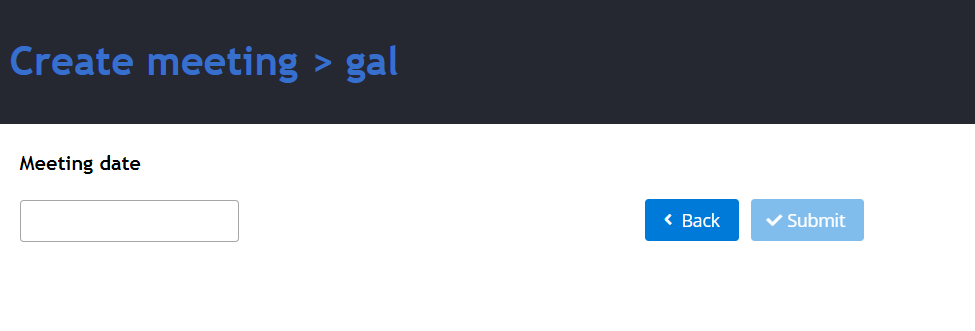 Create meeting > gal
Meeting date
Back Submit